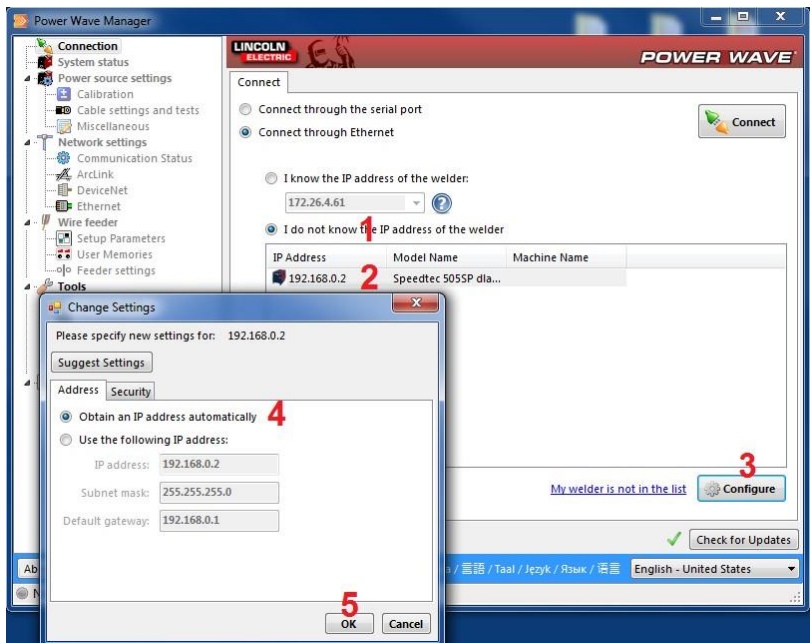 Power Wave Manager
Connection
System status
Power source settings
Calibration
Cable settings and tests
Miscellaneous
Network settings
Communication Status
ArcLink
DeviceNet
Ethernet
Wire feeder
Setup Parameters
User Memories
Feeder settings
Tools
LINCOLN
ELECTRIC
POWER WAVE
Connect
Connect through the serial port
Connect through Ethernet
Connect
I know the IP address of the welder:
172.26.4.61
1
I do not know the IP address of the welder
IP Address Model Name Machine Name
192.168.0.2 2 Speedtec 505SP dla...
Change Settings
Please specify new settings for: 192.168.0.2
Suggest Settings
Address Security
Obtain an IP address automatically 4
Use the following IP address:
IP address: 192.168.0.2
Subnet mask: 255.255.255.0
Default gateway: 192.168.0.1
5
OK Cancel
3
My welder is not in the list Configure
Check for Updates
/ 言語 / Taal / Język / Язык / 语言 English - United States